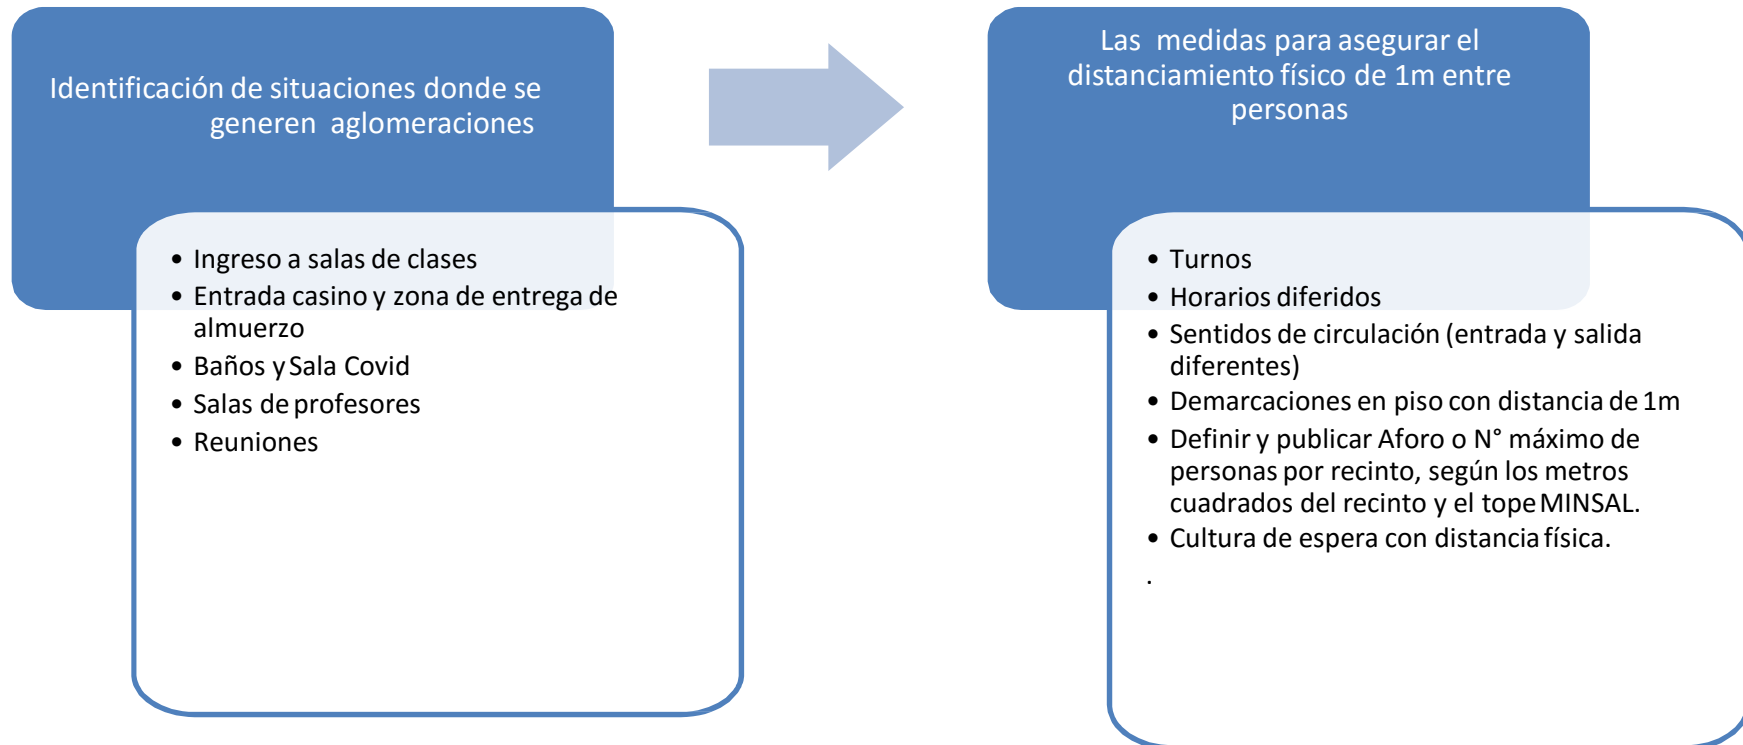 Identificación de situaciones donde se
generen aglomeraciones
• Ingreso a salas de clases
• Entrada casino y zona de entrega de
almuerzo
• Baños y Sala Covid
• Salas de profesores
• Reuniones
Las medidas para asegurar el
distanciamiento físico de 1m entre
personas
• Turnos
• Horarios diferidos
• Sentidos de circulación (entrada y salida
diferentes)
• Demarcaciones en piso con distancia de 1m
• Definir y publicar Aforo o N° máximo de
personas por recinto, según los metros
cuadrados del recinto y el tope MINSAL.
• Cultura de espera con distancia física.
.